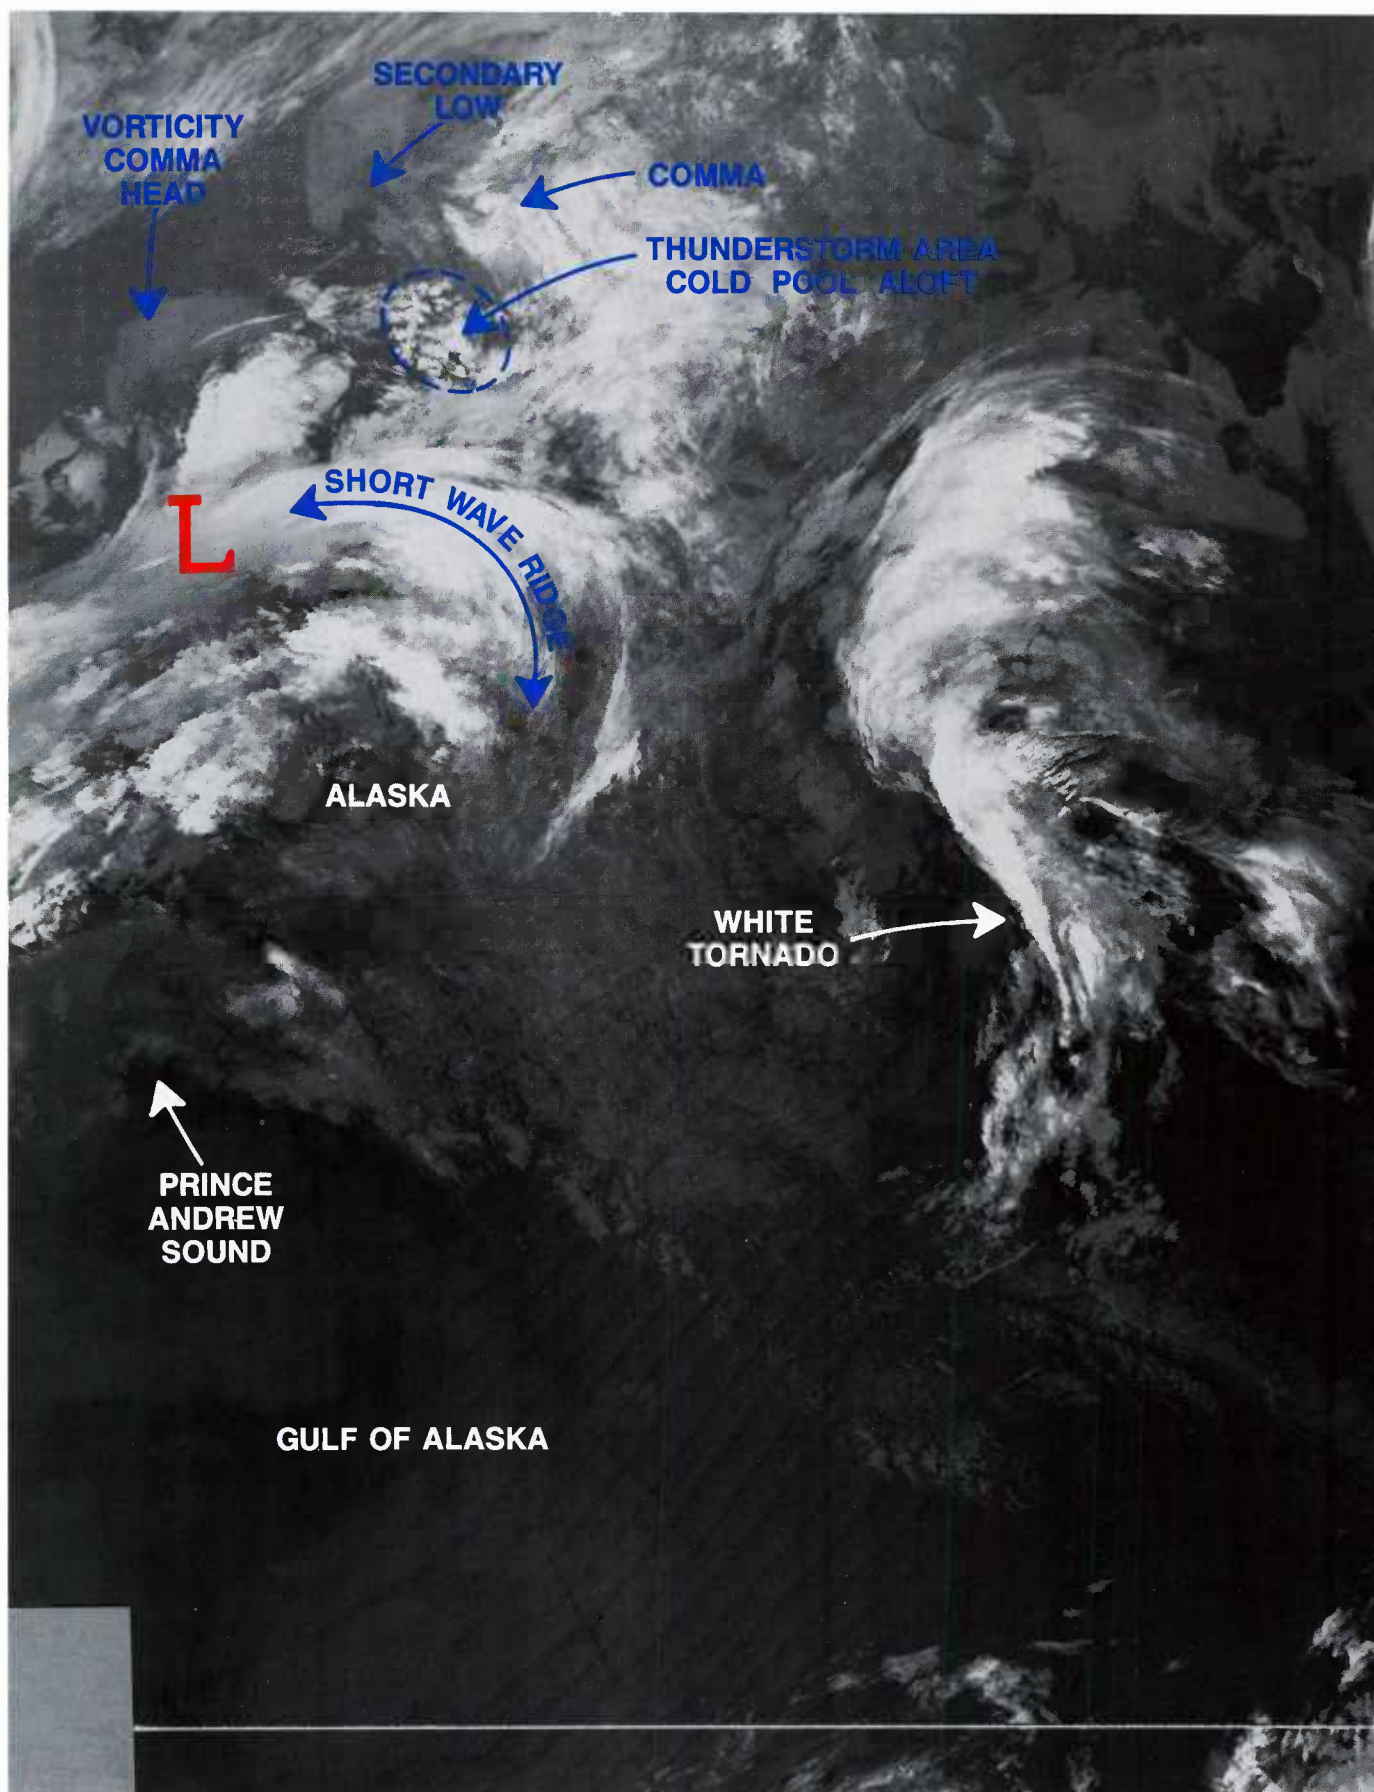 SECONDARY
LOW
VORTICITY
COMMA
HEAD
COMMA
THUNDERSTORM AREA
COLD POOL ALOFT
SHORT WAVE RIDGE
L
ALASKA
WHITE
TORNADO
PRINCE
ANDREW
SOUND
GULF OF ALASKA